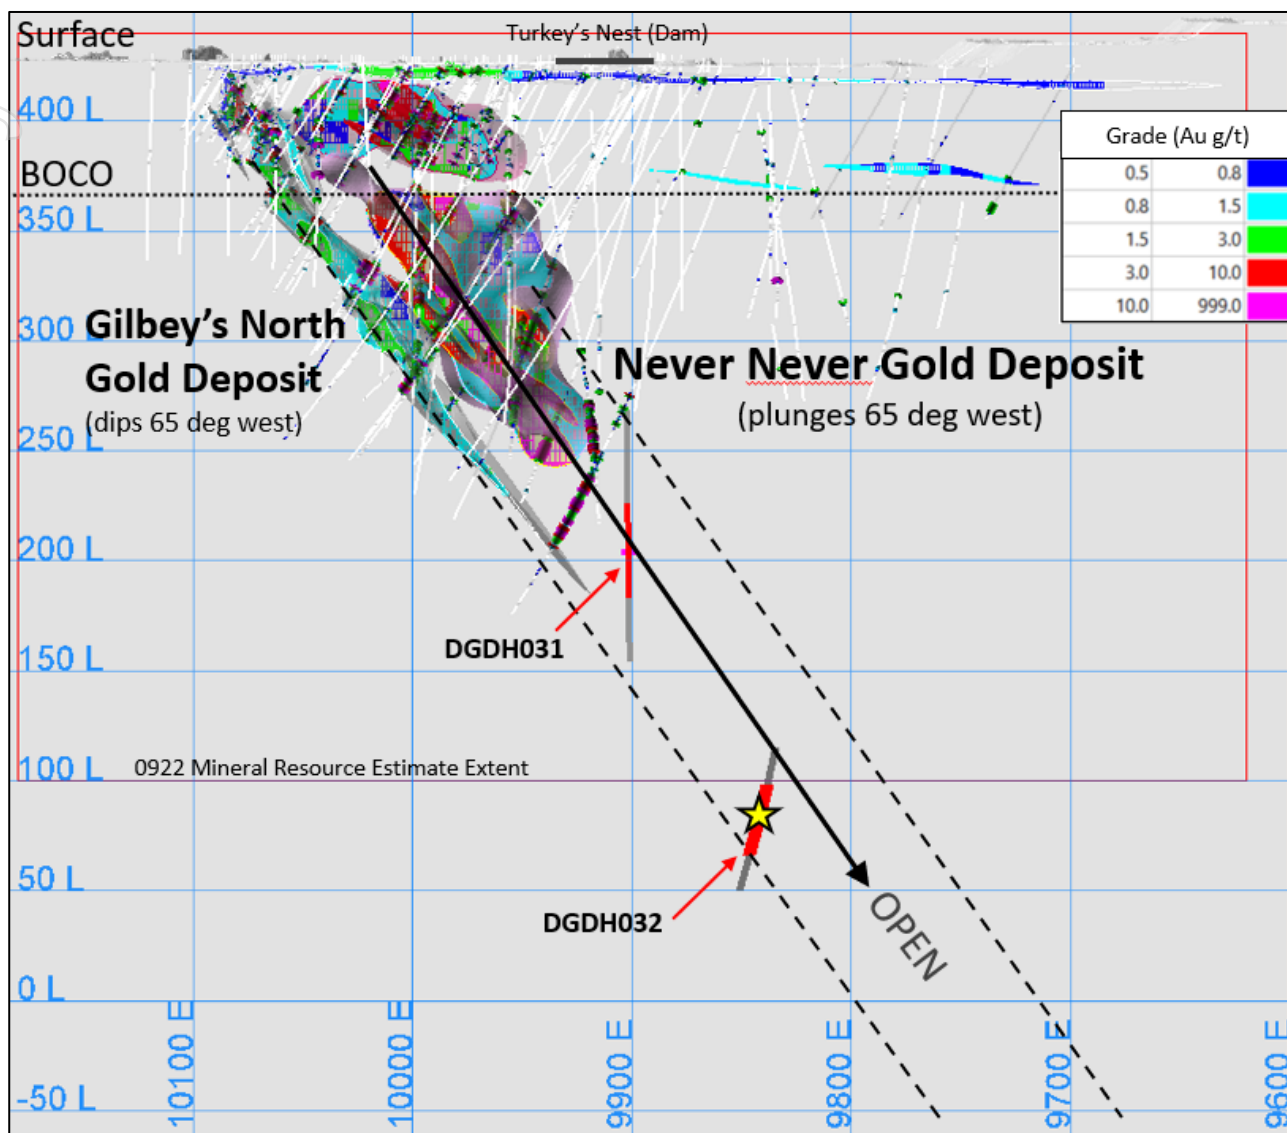 Surface
Turkey's Nest (Dam)
400 L
Grade (Au g/t)
0.5 0.8
0.8 1.5
1.5 3.0
3.0 10.0
10.0 999.0
BOCO
350 L
300 L
Gilbey's North
Gold Deposit
(dips 65 deg west)
Never Never Gold Deposit
(plunges 65 deg west)
250 L
200 L
DGDH031
150 L
0922 Mineral Resource Estimate Extent
100 L
50 L
DGDH032
OPEN
0 L
-50 L
10100 E
10000 E
9900 E
9800 E
9700 E
9600 E